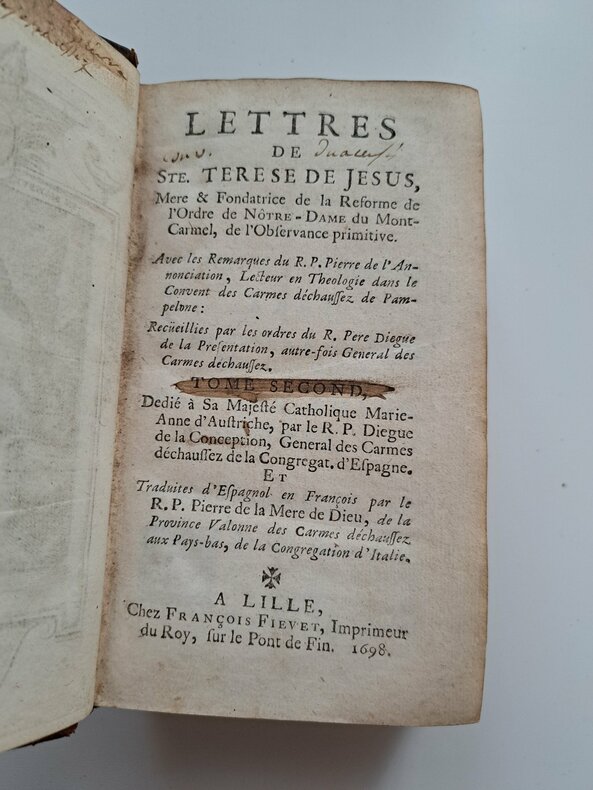 LETTRES
DE
STE. TERESE DE JESUS,
Mere & Fondatrice de la Reforme de
l'Ordre de NÔTRE-DAME du Mont-
Carmel, de l'Obſervance primitive.
Avec les Remarques du R. P. Pierre de l'An-
nonciation, Lecteur en Theologie dans le
Convent des Carmes déchauſſez de Pam-
pelone:
Recüeillies par les ordres du R. Pere Diegue
de la Preſentation, autre-fois General des
Carmes déchauſſez.
TOME SECOND,
Dedié à Sa Majeſté Catholique Marie-
Anne d'Auſtriche, par le R. P. Diegue
de la Conception, General des Carmes
déchauſſez de la Congregat. d'Eſpagne.
ET
Traduites d'Eſpagnol en François par le
R. P. Pierre de la Mere de Dieu, de la
Province Valonne des Carmes déchauſſez
aux Pays-bas, de la Congregation d'Italie.
A LILLE,
Chez FRANÇOIS FIEVET, Imprimeur
du Roy, ſur le Pont de Fin. 1698.